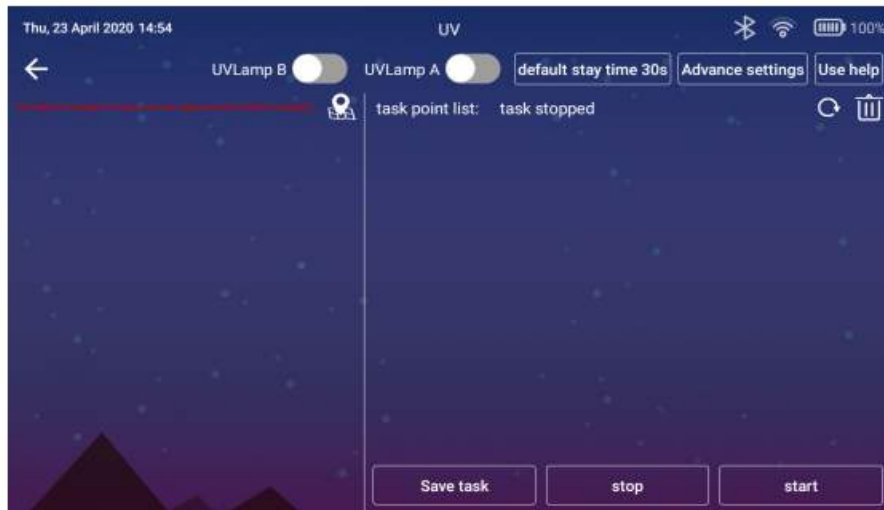 Thu, 23 April 2020 14:54 UV 100%
UVLamp B UVLamp A default stay time 30s Advance settings Use help
task point list: task stopped
Save task stop start